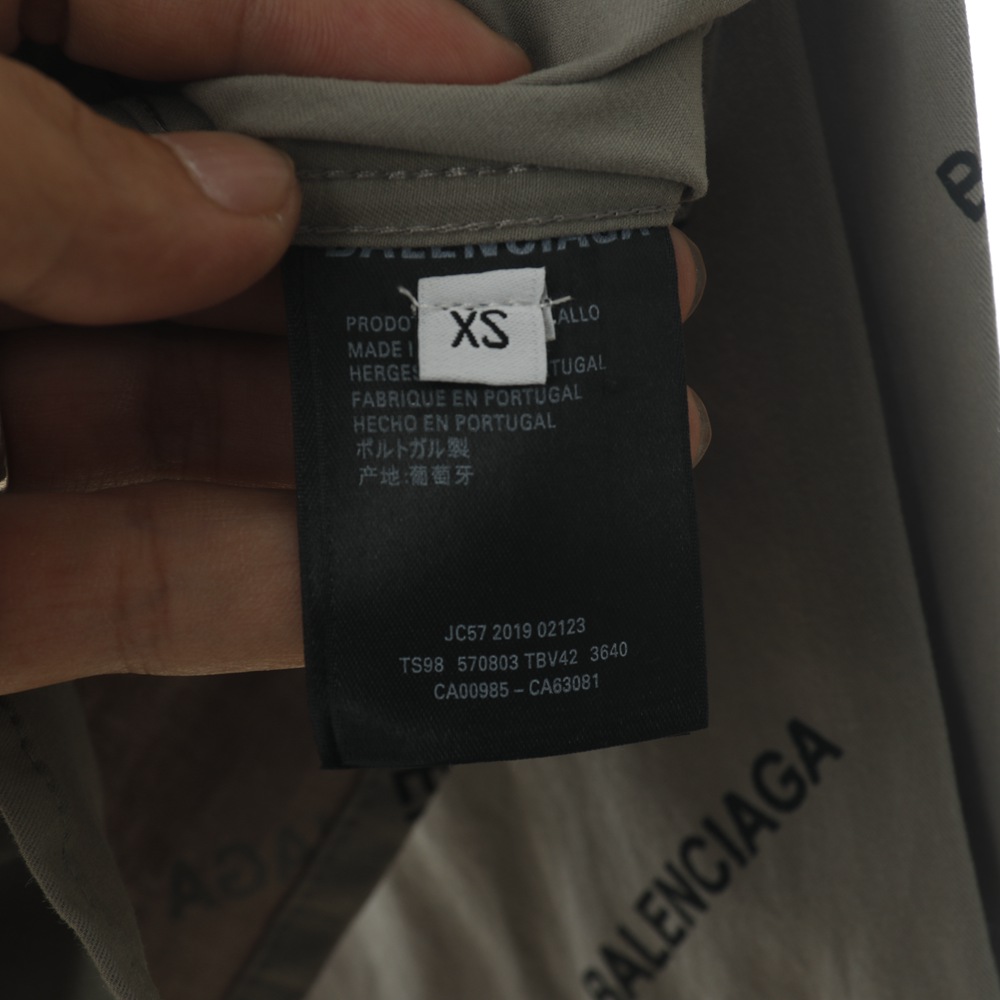 BALENCIAGA
XS
PRODO ALLO
MADE I
HERGES TUGAL
FABRIQUE EN PORTUGAL
HECHO EN PORTUGAL
ポルトガル製
产地:葡萄牙
JC57 2019 02123
TS98 570803 TBV42 3640
CA00985 – CA63081
BALENCIAGA